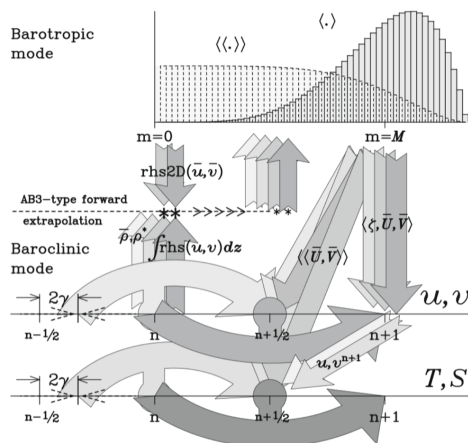 Barotropic
mode
⟨⟨.⟩⟩
⟨.⟩
m=0
m=M
rhs2D(ū,v̄)
AB3-type forward
extrapolation
** >>>>>> **
ρ̄,ρ*
∫rhs(u,v)dz
Baroclinic
mode
⟨⟨Ū,V̄⟩⟩
⟨ζ,Ū,V̄⟩
2γ
u,v
n-1/2
n
n+1/2
n+1
u,vⁿ⁺¹
2γ
T,S
n-1/2
n
n+1/2
n+1